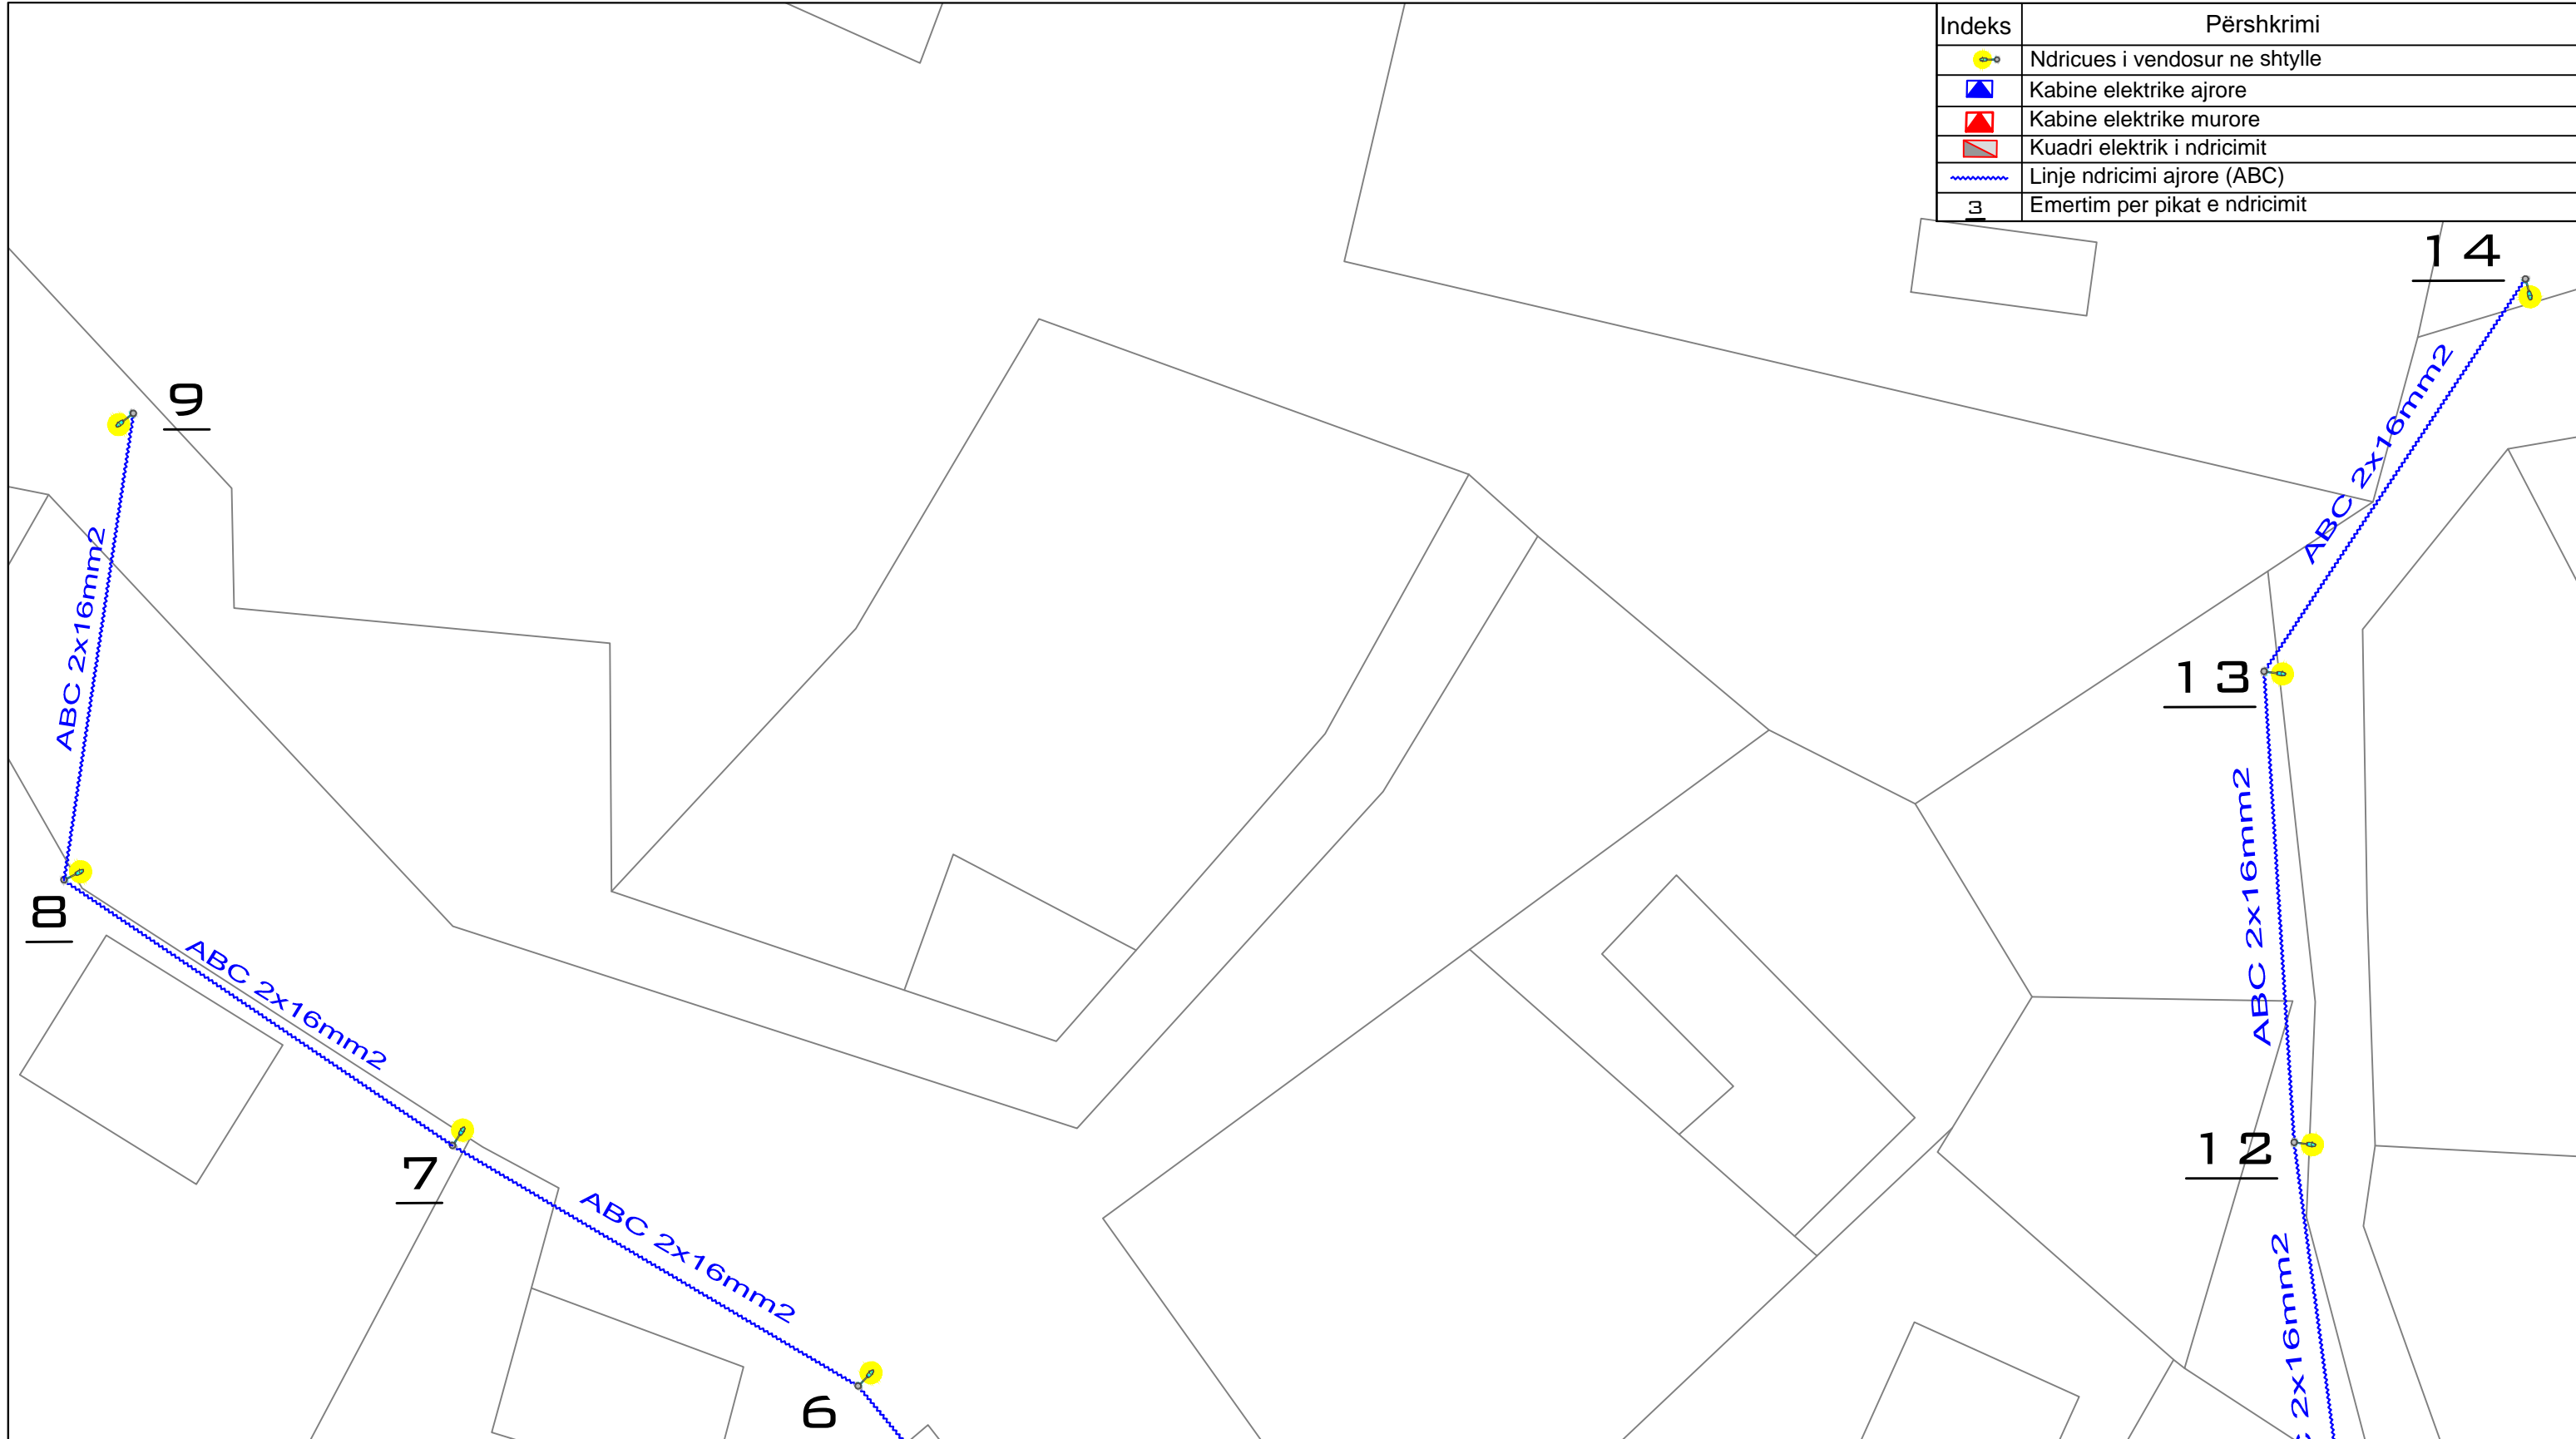 Indeks Përshkrimi
Ndricues i vendosur ne shtylle
Kabine elektrike ajrore
Kabine elektrike murore
Kuadri elektrik i ndricimit
Linje ndricimi ajrore (ABC)
3 Emertim per pikat e ndricimit
14
9
ABC 2x16mm2
ABC 2x16mm2
13
ABC 2x16mm2
8
ABC 2x16mm2
12
7
ABC 2x16mm2
2x16mm2
6